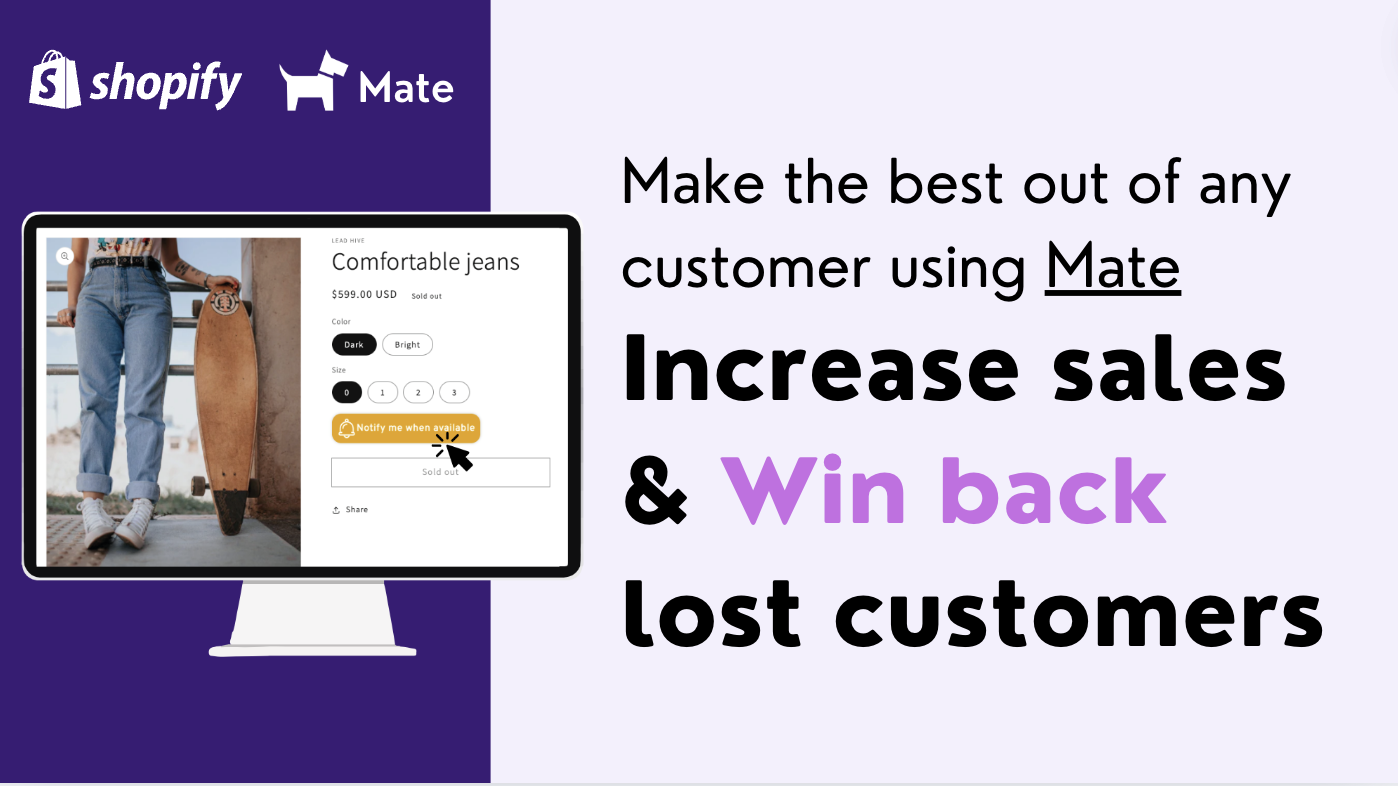 shopify
Mate
LEAD HIVE
Comfortable jeans
$599.00 USD Sold out
Color
Dark Bright
Size
0 1 2 3
Notify me when available
Sold out
Share
Make the best out of any
customer using Mate
Increase sales
& Win back
lost customers